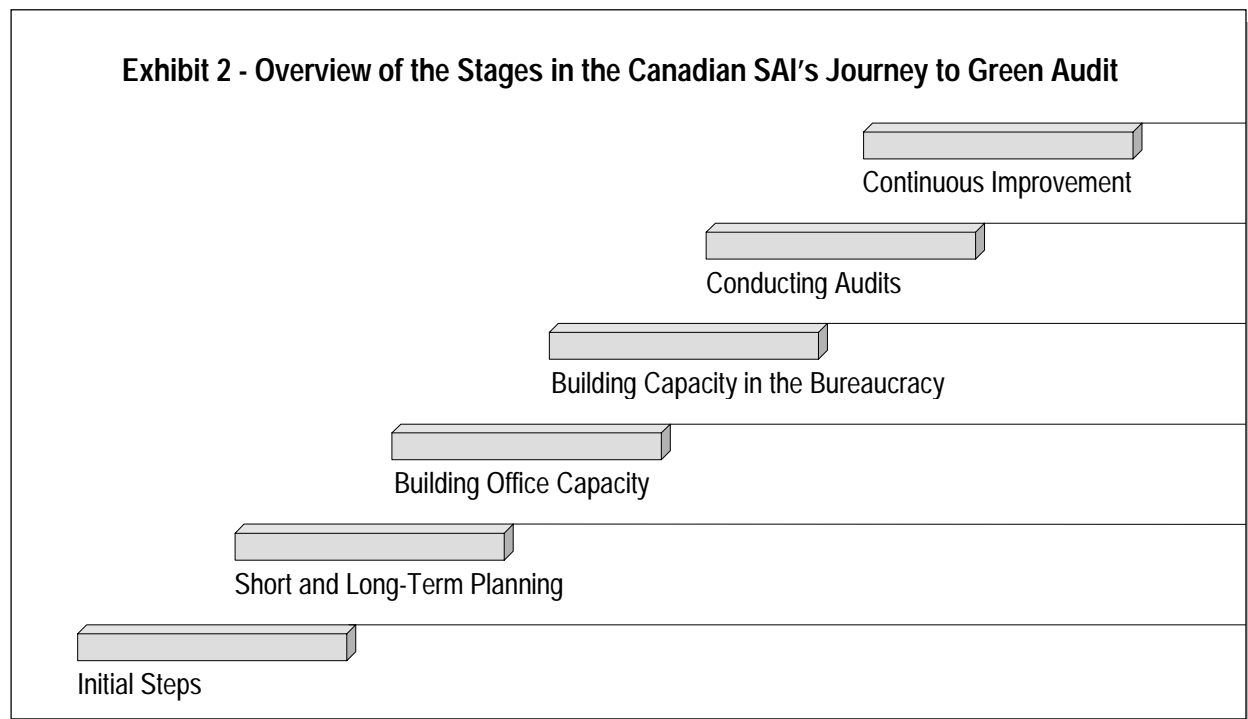 Exhibit 2 - Overview of the Stages in the Canadian SAI's Journey to Green Audit
Continuous Improvement
Conducting Audits
Building Capacity in the Bureaucracy
Building Office Capacity
Short and Long-Term Planning
Initial Steps